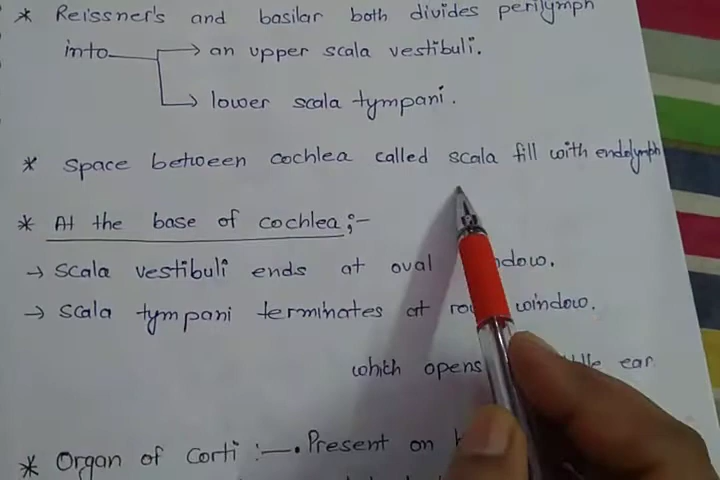 * Reissner's and basilar both divides perilymph
into → an upper scala vestibuli.
→ lower scala tympani.
* Space between cochlea called scala fill with endolymph
* At the base of cochlea;-
→ scala vestibuli ends at oval ndow.
→ scala tympani terminates at window.
which opens ear
* Organ of corti :—• Present on